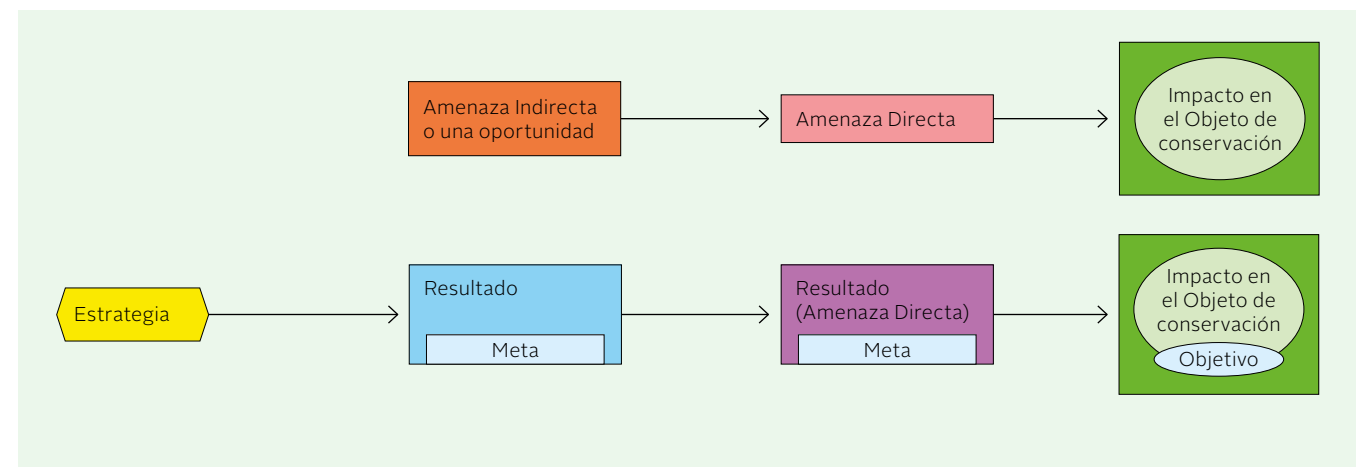 Amenaza Indirecta
o una oportunidad
Amenaza Directa
Impacto en
el Objeto de
conservación
Estrategia
Resultado
Meta
Resultado
(Amenaza Directa)
Meta
Impacto en
el Objeto de
conservación
Objetivo